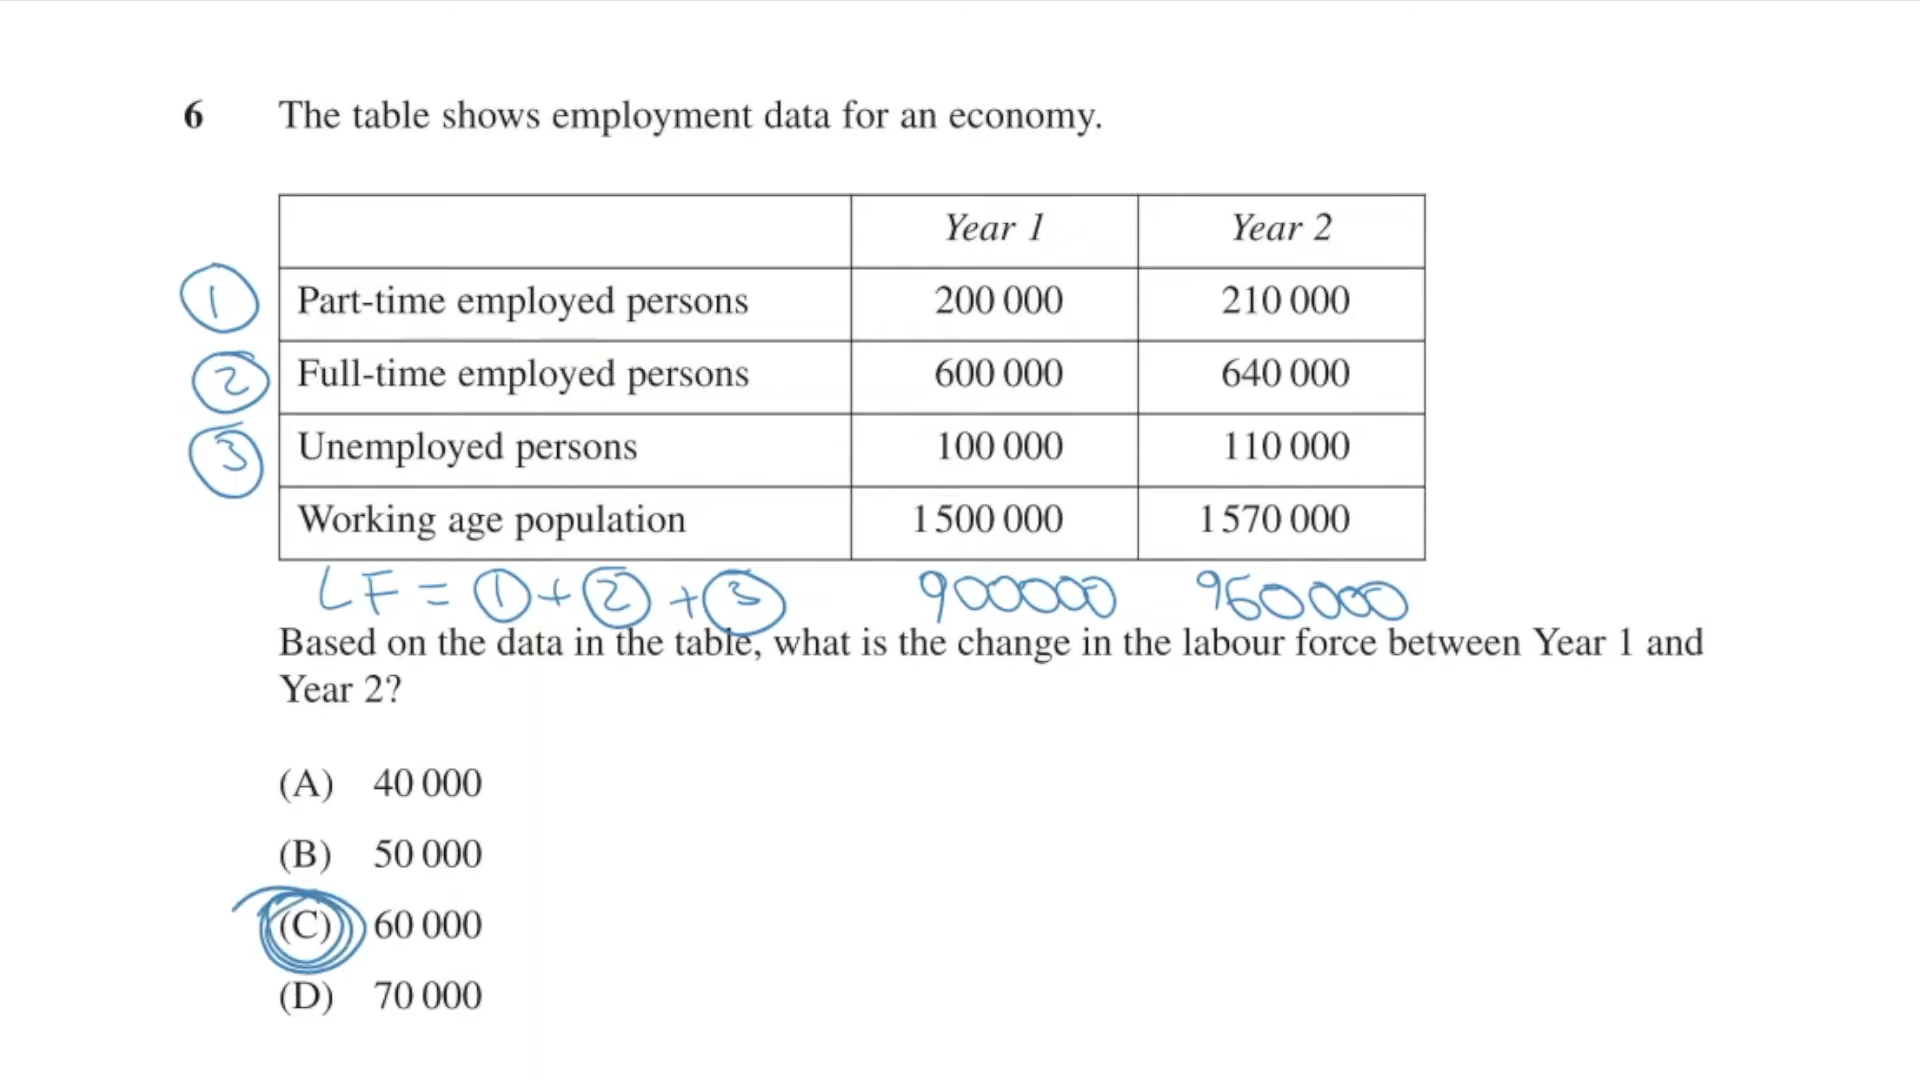 6 The table shows employment data for an economy.
Year 1 Year 2
① Part-time employed persons 200 000 210 000
② Full-time employed persons 600 000 640 000
③ Unemployed persons 100 000 110 000
Working age population 1 500 000 1 570 000
LF = ① + ② + ③ 900000 960000
Based on the data in the table, what is the change in the labour force between Year 1 and
Year 2?
(A) 40 000
(B) 50 000
(C) 60 000
(D) 70 000